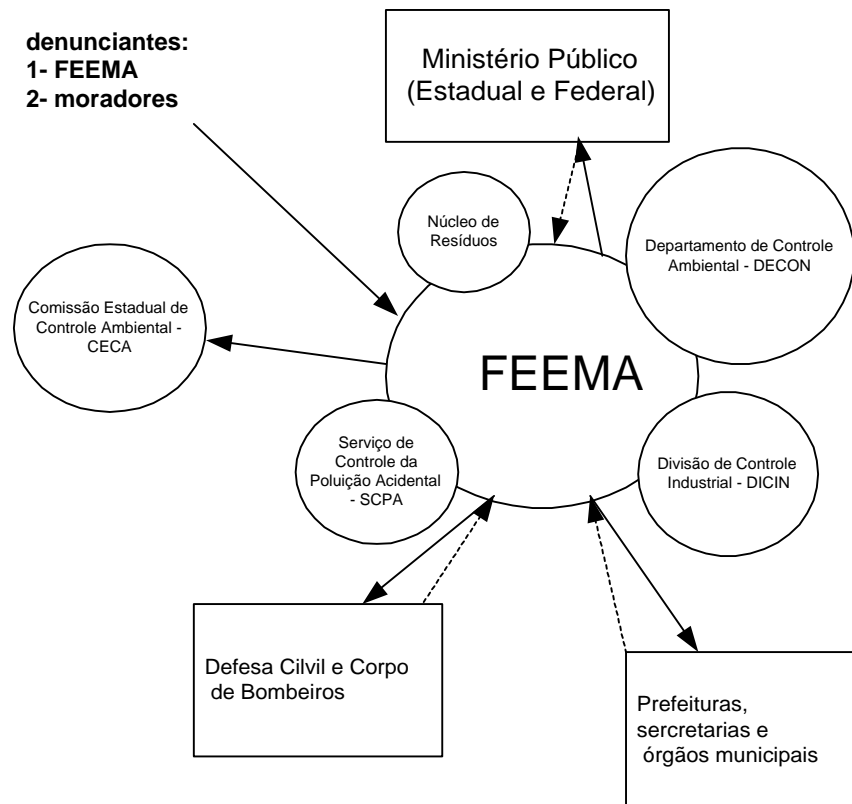 denunciantes:
1- FEEMA
2- moradores
Ministério Público
(Estadual e Federal)
Núcleo de
Resíduos
Departamento de Controle
Ambiental - DECON
Comissão Estadual de
Controle Ambiental -
CECA
FEEMA
Serviço de
Controle da
Poluição Acidental
- SCPA
Divisão de Controle
Industrial - DICIN
Defesa Cilvil e Corpo
de Bombeiros
Prefeituras,
sercretarias e
órgãos municipais